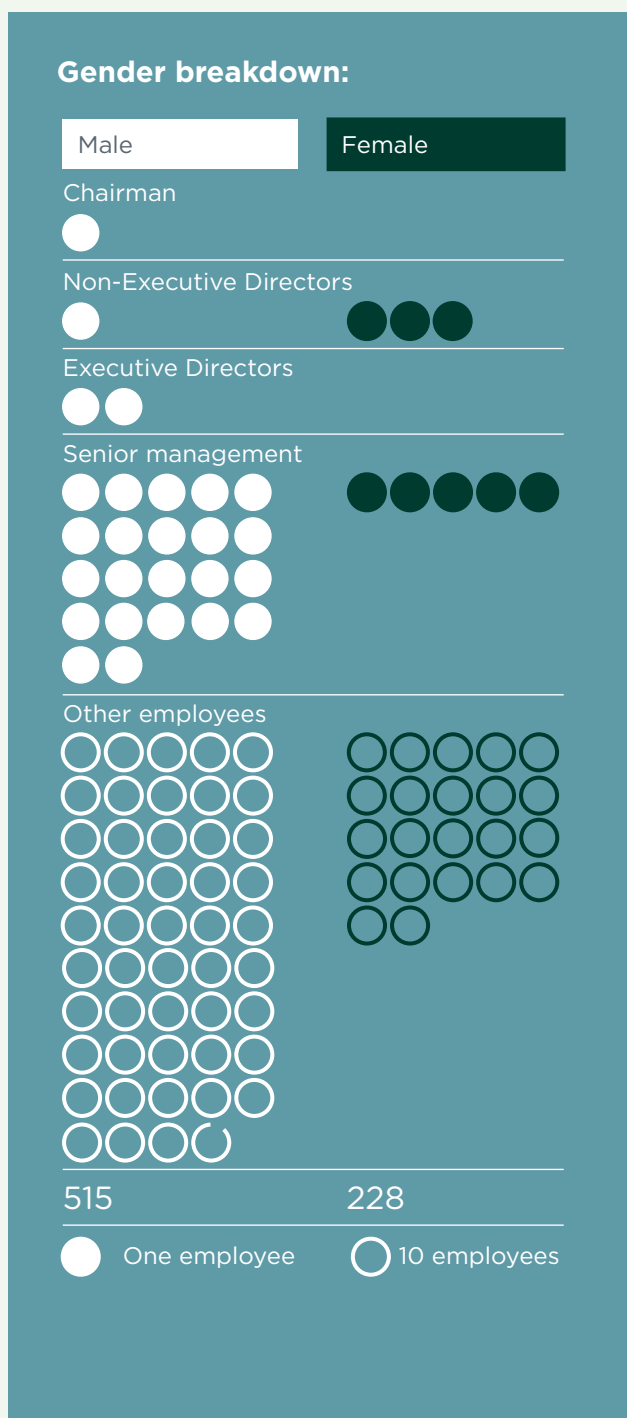 Gender breakdown:
Male
Female
Chairman
Non-Executive Directors
Executive Directors
Senior management
Other employees
515
228
One employee
10 employees